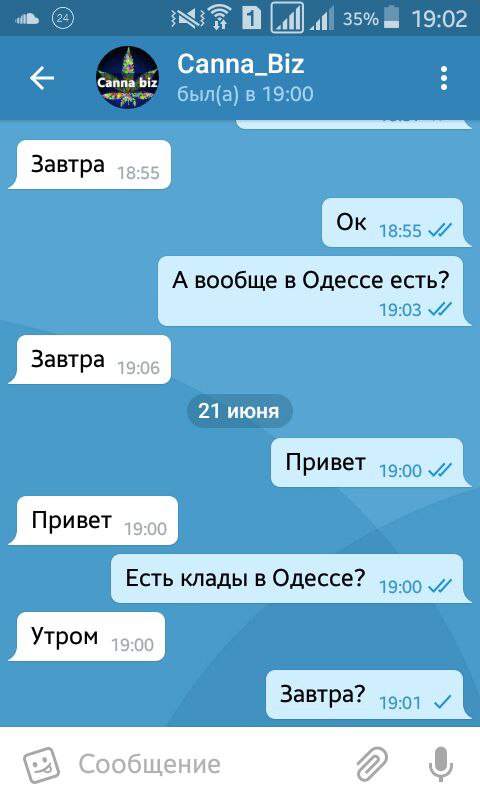 24
1
35%
19:02
Canna biz
Canna_Biz
был(а) в 19:00
Завтра 18:55
Ок 18:55
А вообще в Одессе есть?
19:03
Завтра 19:06
21 июня
Привет 19:00
Привет 19:00
Есть клады в Одессе? 19:00
Утром 19:00
Завтра? 19:01
Сообщение